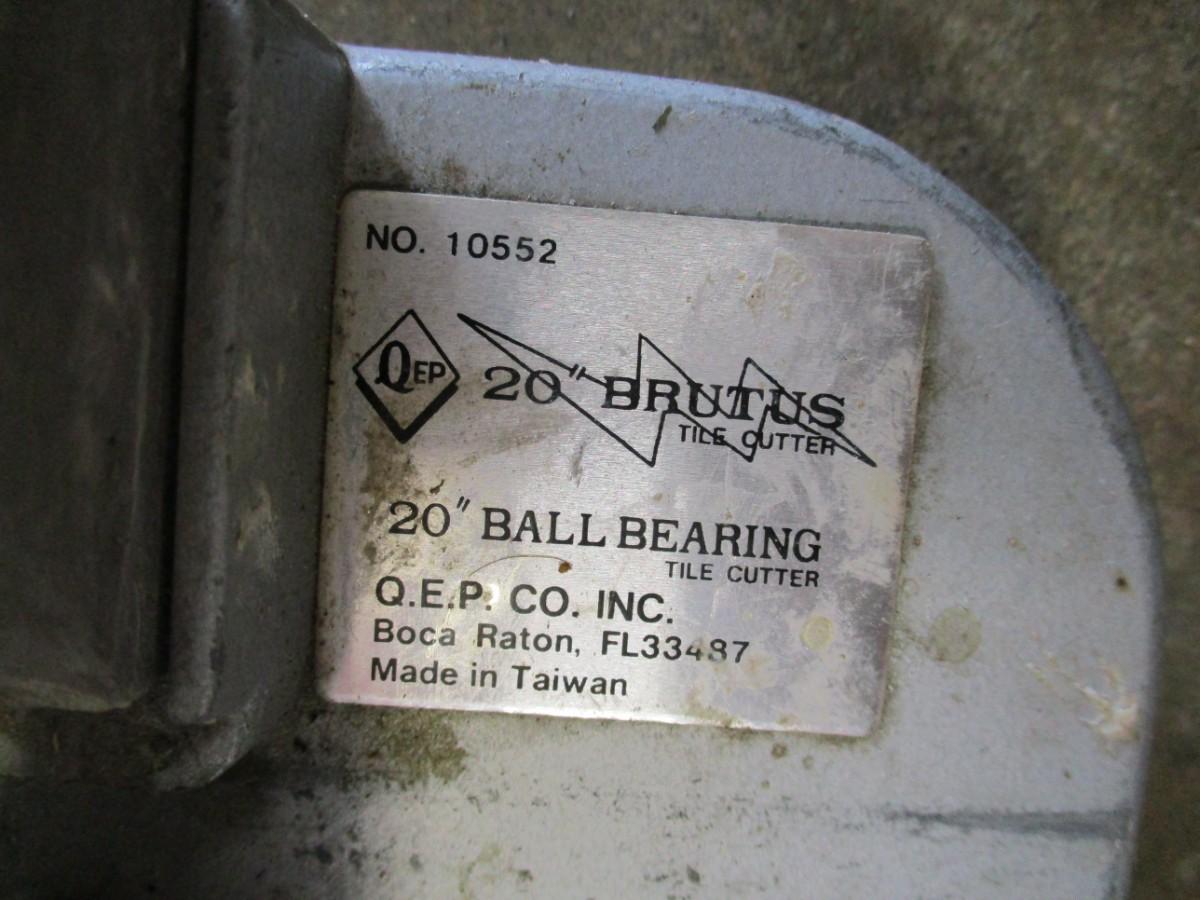 NO. 10552
QEP
20" BRUTUS
TILE CUTTER
20" BALL BEARING
TILE CUTTER
Q.E.P. CO. INC.
Boca Raton, FL33487
Made in Taiwan